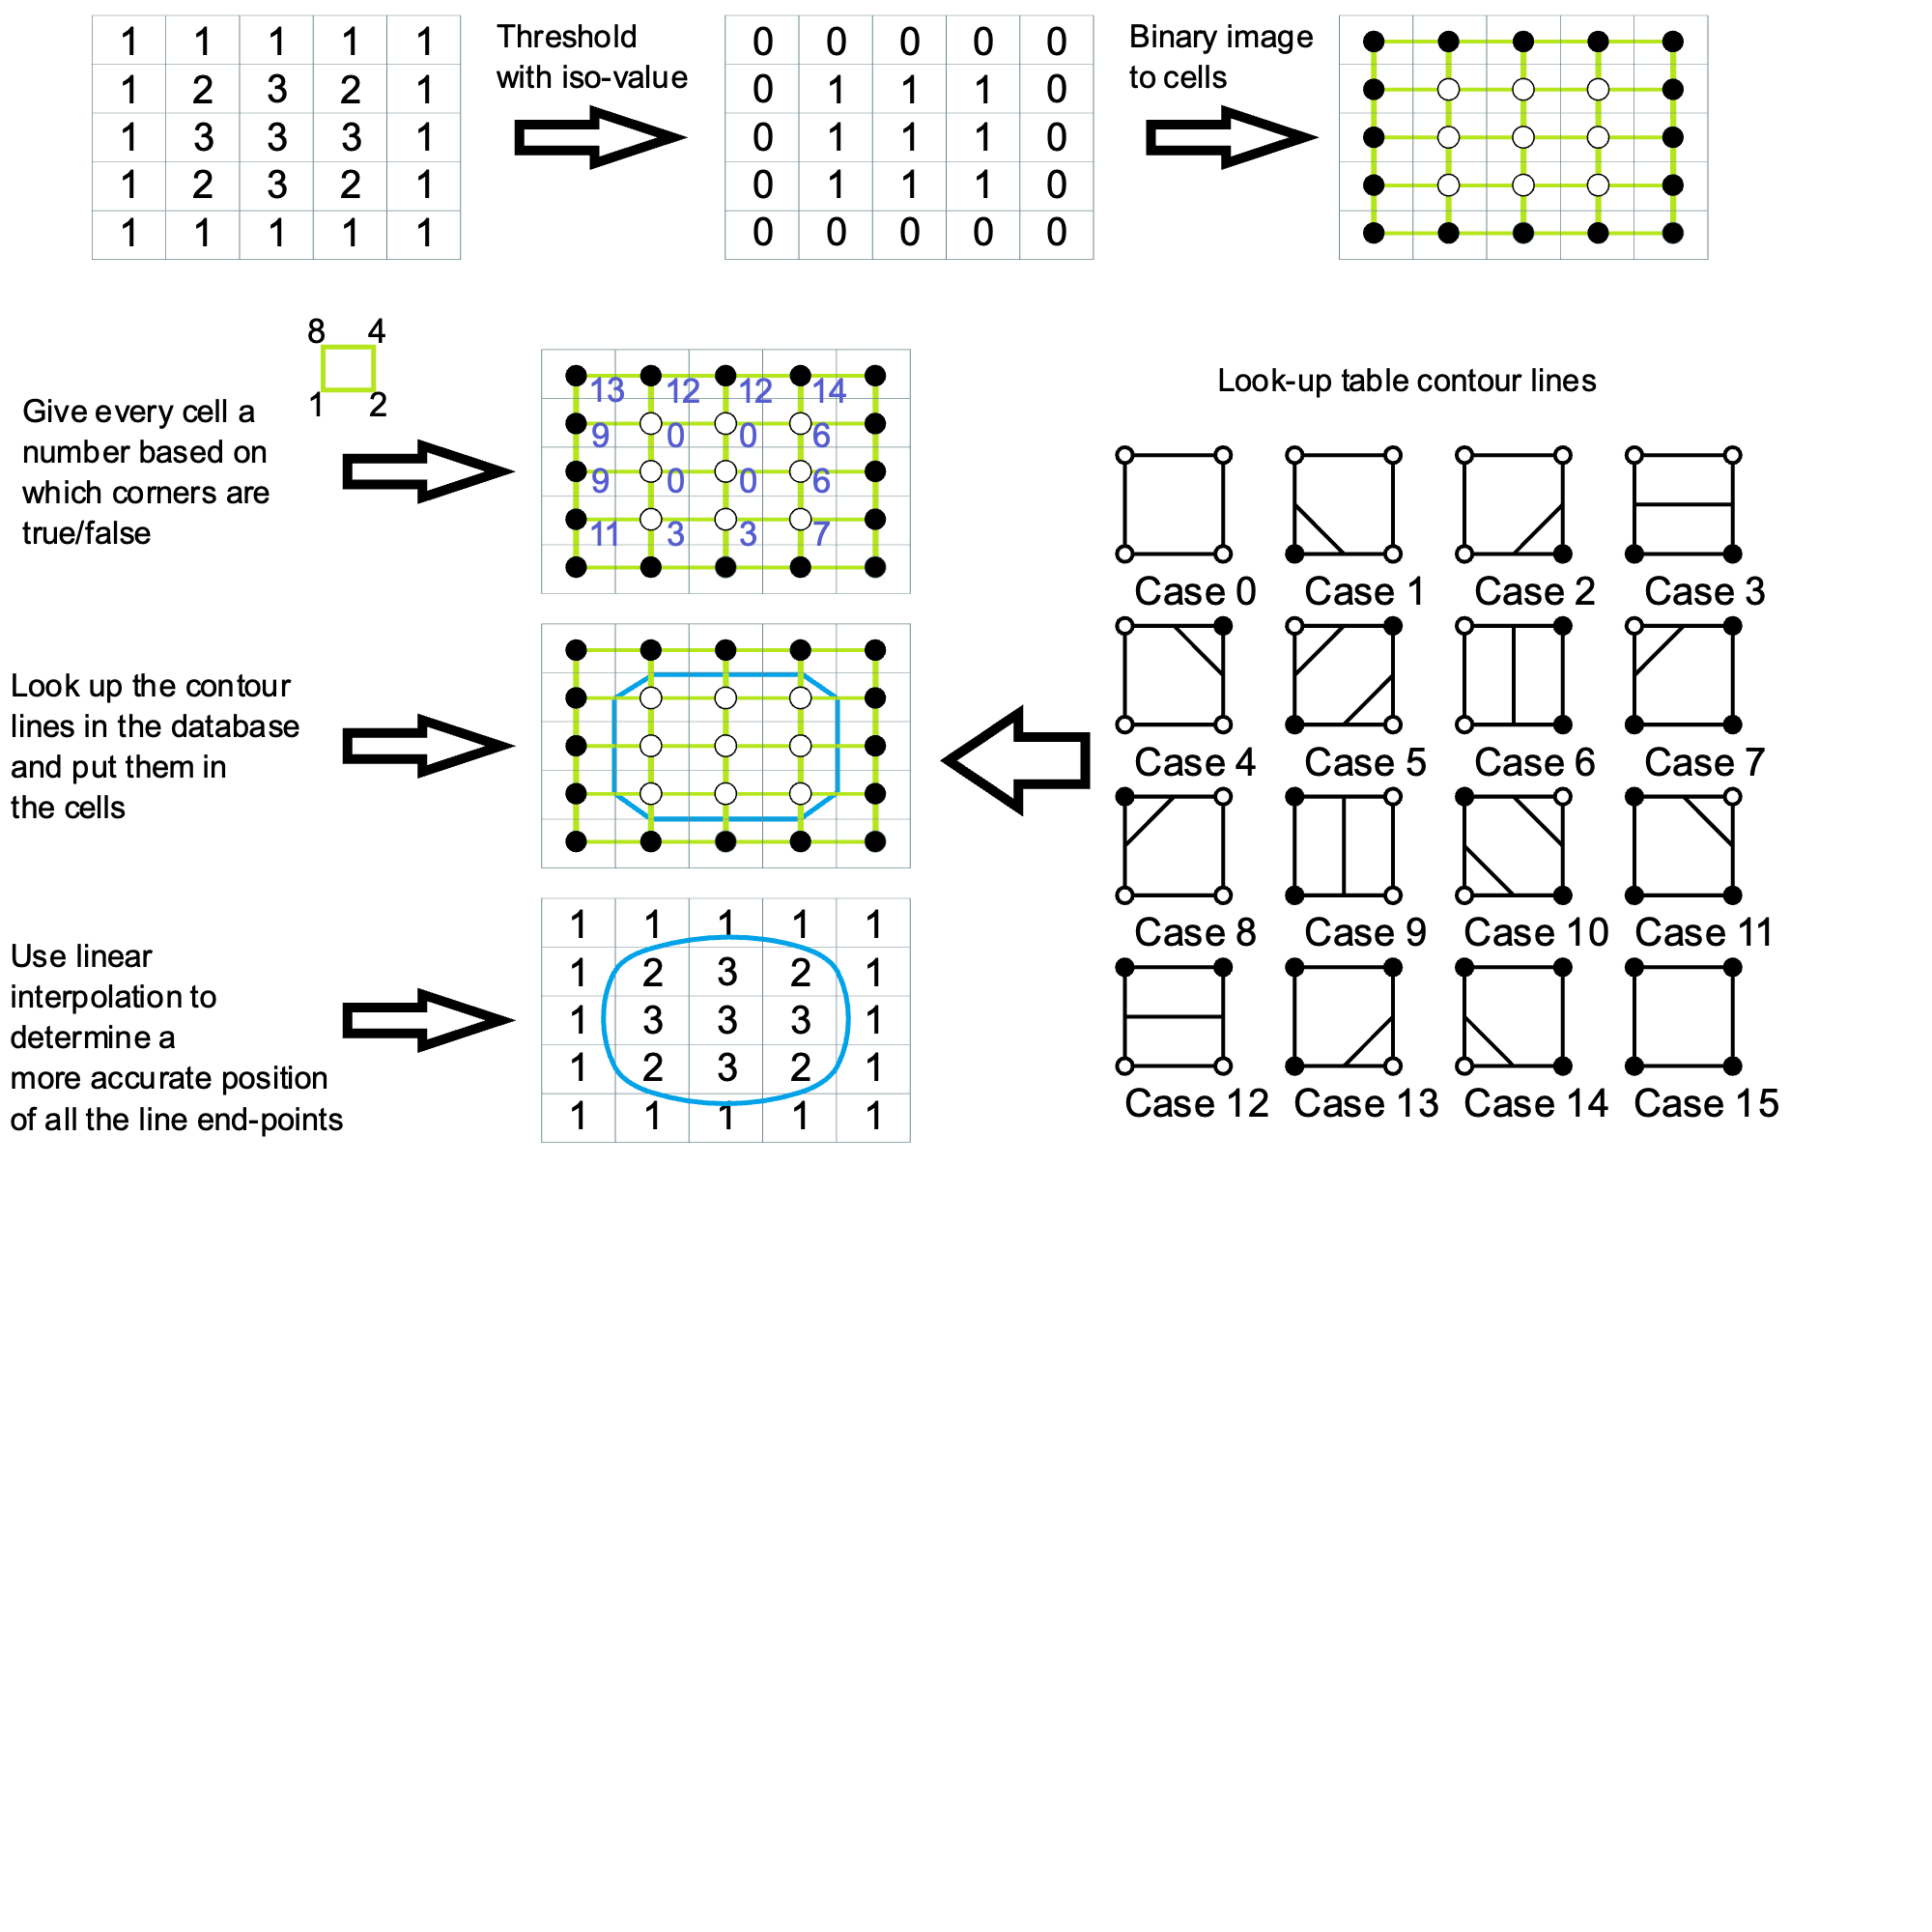 1 1 1 1 1
1 2 3 2 1
1 3 3 3 1
1 2 3 2 1
1 1 1 1 1
Threshold
with iso-value
0 0 0 0 0
0 1 1 1 0
0 1 1 1 0
0 1 1 1 0
0 0 0 0 0
Binary image
to cells
8 4
1 2
Give every cell a
number based on
which corners are
true/false
13 12 12 14
9 0 0 6
9 0 0 6
11 3 3 7
Look up the contour
lines in the database
and put them in
the cells
Use linear
interpolation to
determine a
more accurate position
of all the line end-points
1 1 1 1 1
1 2 3 2 1
1 3 3 3 1
1 2 3 2 1
1 1 1 1 1
Look-up table contour lines
Case 0 Case 1 Case 2 Case 3
Case 4 Case 5 Case 6 Case 7
Case 8 Case 9 Case 10 Case 11
Case 12 Case 13 Case 14 Case 15